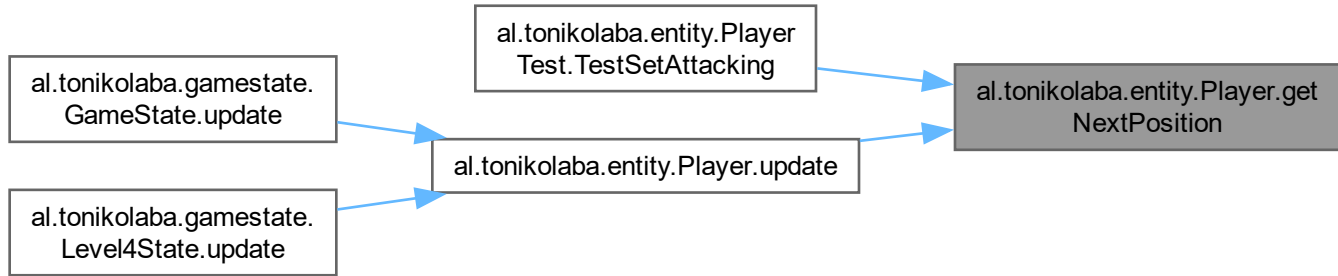 al.tonikolaba.gamestate.
GameState.update
al.tonikolaba.gamestate.
Level4State.update
al.tonikolaba.entity.Player
Test.TestSetAttacking
al.tonikolaba.entity.Player.update
al.tonikolaba.entity.Player.get
NextPosition